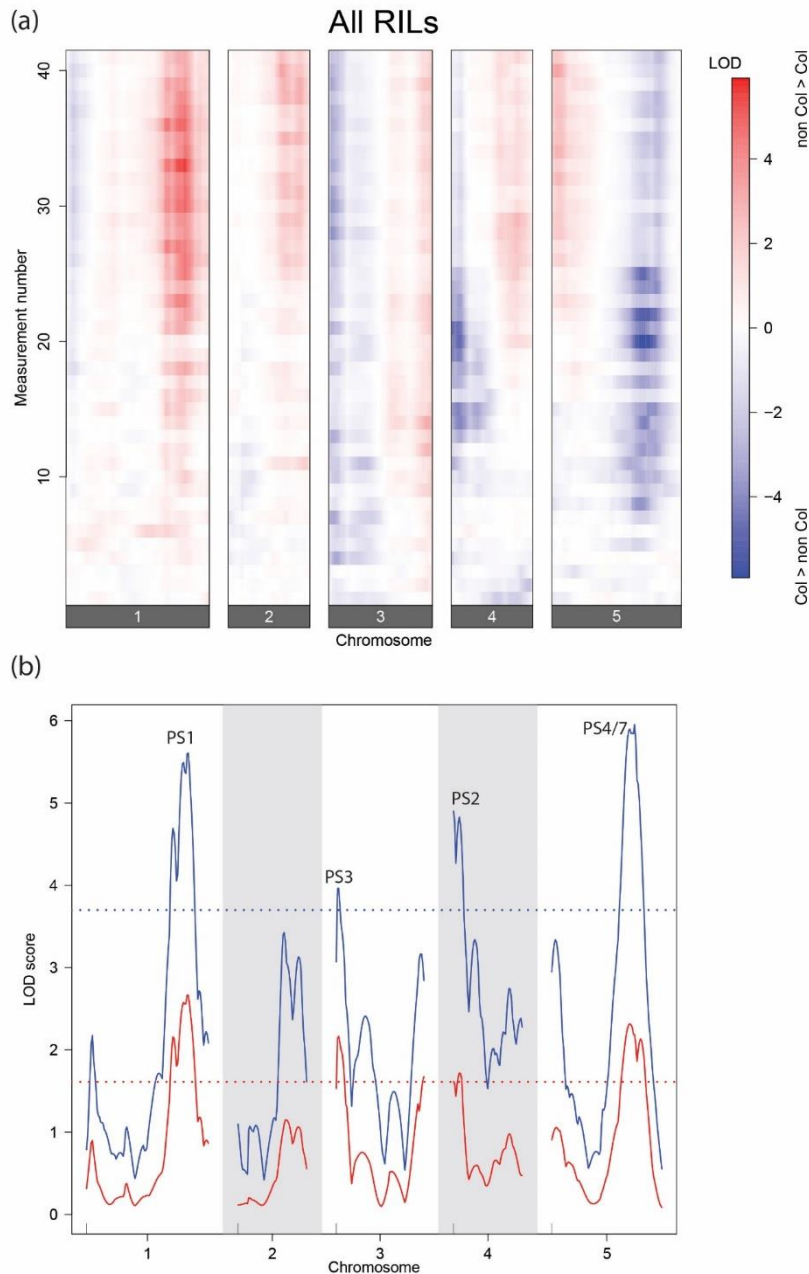 (a)
All RILs
LOD
non Col > Col
40
30
20
10
Measurement number
4
2
0
−2
−4
Col > non Col
1 2 3 4 5
Chromosome
(b)
6
5
4
3
2
1
0
LOD score
PS1
PS3
PS2
PS4/7
1 2 3 4 5
Chromosome